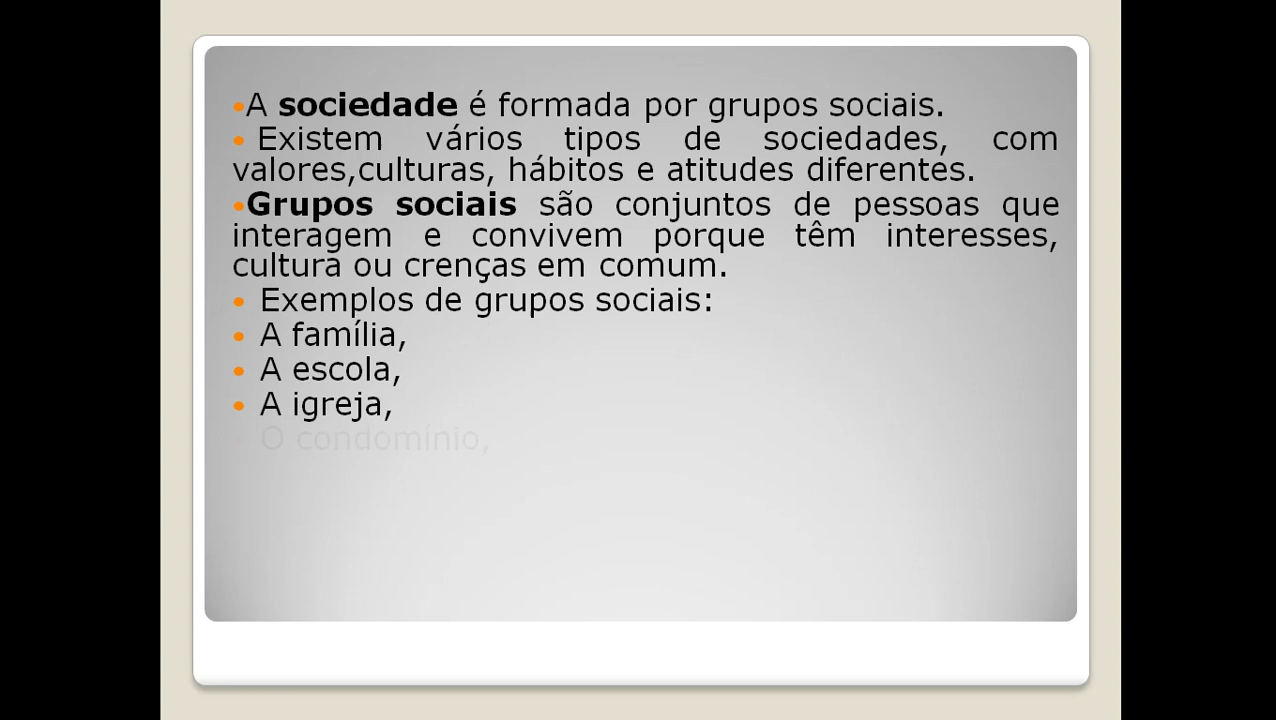 •A sociedade é formada por grupos sociais.
• Existem vários tipos de sociedades, com
valores,culturas, hábitos e atitudes diferentes.
•Grupos sociais são conjuntos de pessoas que
interagem e convivem porque têm interesses,
cultura ou crenças em comum.
• Exemplos de grupos sociais:
• A família,
• A escola,
• A igreja,
• O condomínio,